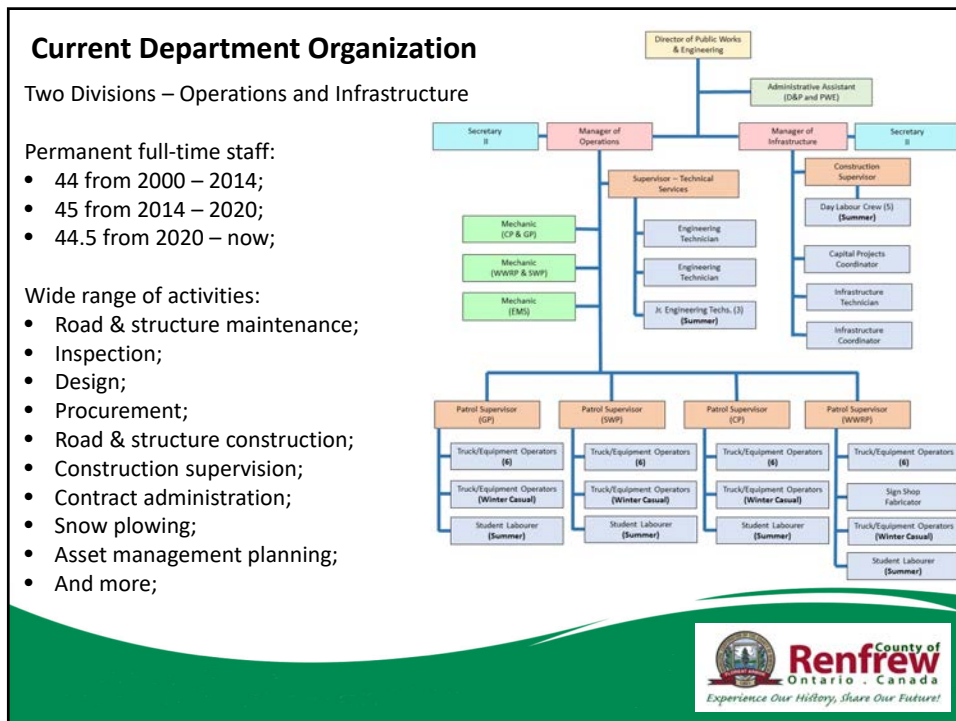 Current Department Organization
Two Divisions – Operations and Infrastructure
Permanent full-time staff:
• 44 from 2000 – 2014;
• 45 from 2014 – 2020;
• 44.5 from 2020 – now;
Wide range of activities:
• Road & structure maintenance;
• Inspection;
• Design;
• Procurement;
• Road & structure construction;
• Construction supervision;
• Contract administration;
• Snow plowing;
• Asset management planning;
• And more;
Director of Public Works
& Engineering
Administrative Assistant
(D&P and PWE)
Secretary
II
Manager of
Operations
Manager of
Infrastructure
Secretary
II
Supervisor – Technical
Services
Construction
Supervisor
Day Labour Crew (5)
(Summer)
Mechanic
(CP & GP)
Engineering
Technician
Capital Projects
Coordinator
Mechanic
(WWRP & SWP)
Engineering
Technician
Infrastructure
Technician
Mechanic
(EMS)
Jr. Engineering Techs. (3)
(Summer)
Infrastructure
Coordinator
Patrol Supervisor
(GP)
Patrol Supervisor
(SWP)
Patrol Supervisor
(CP)
Patrol Supervisor
(WWRP)
Truck/Equipment Operators
(6)
Truck/Equipment Operators
(6)
Truck/Equipment Operators
(6)
Truck/Equipment Operators
(6)
Truck/Equipment Operators
(Winter Casual)
Truck/Equipment Operators
(Winter Casual)
Truck/Equipment Operators
(Winter Casual)
Sign Shop
Fabricator
Student Labourer
(Summer)
Student Labourer
(Summer)
Student Labourer
(Summer)
Truck/Equipment Operators
(Winter Casual)
Student Labourer
(Summer)
County of
Renfrew
Ontario . Canada
Experience Our History, Share Our Future!